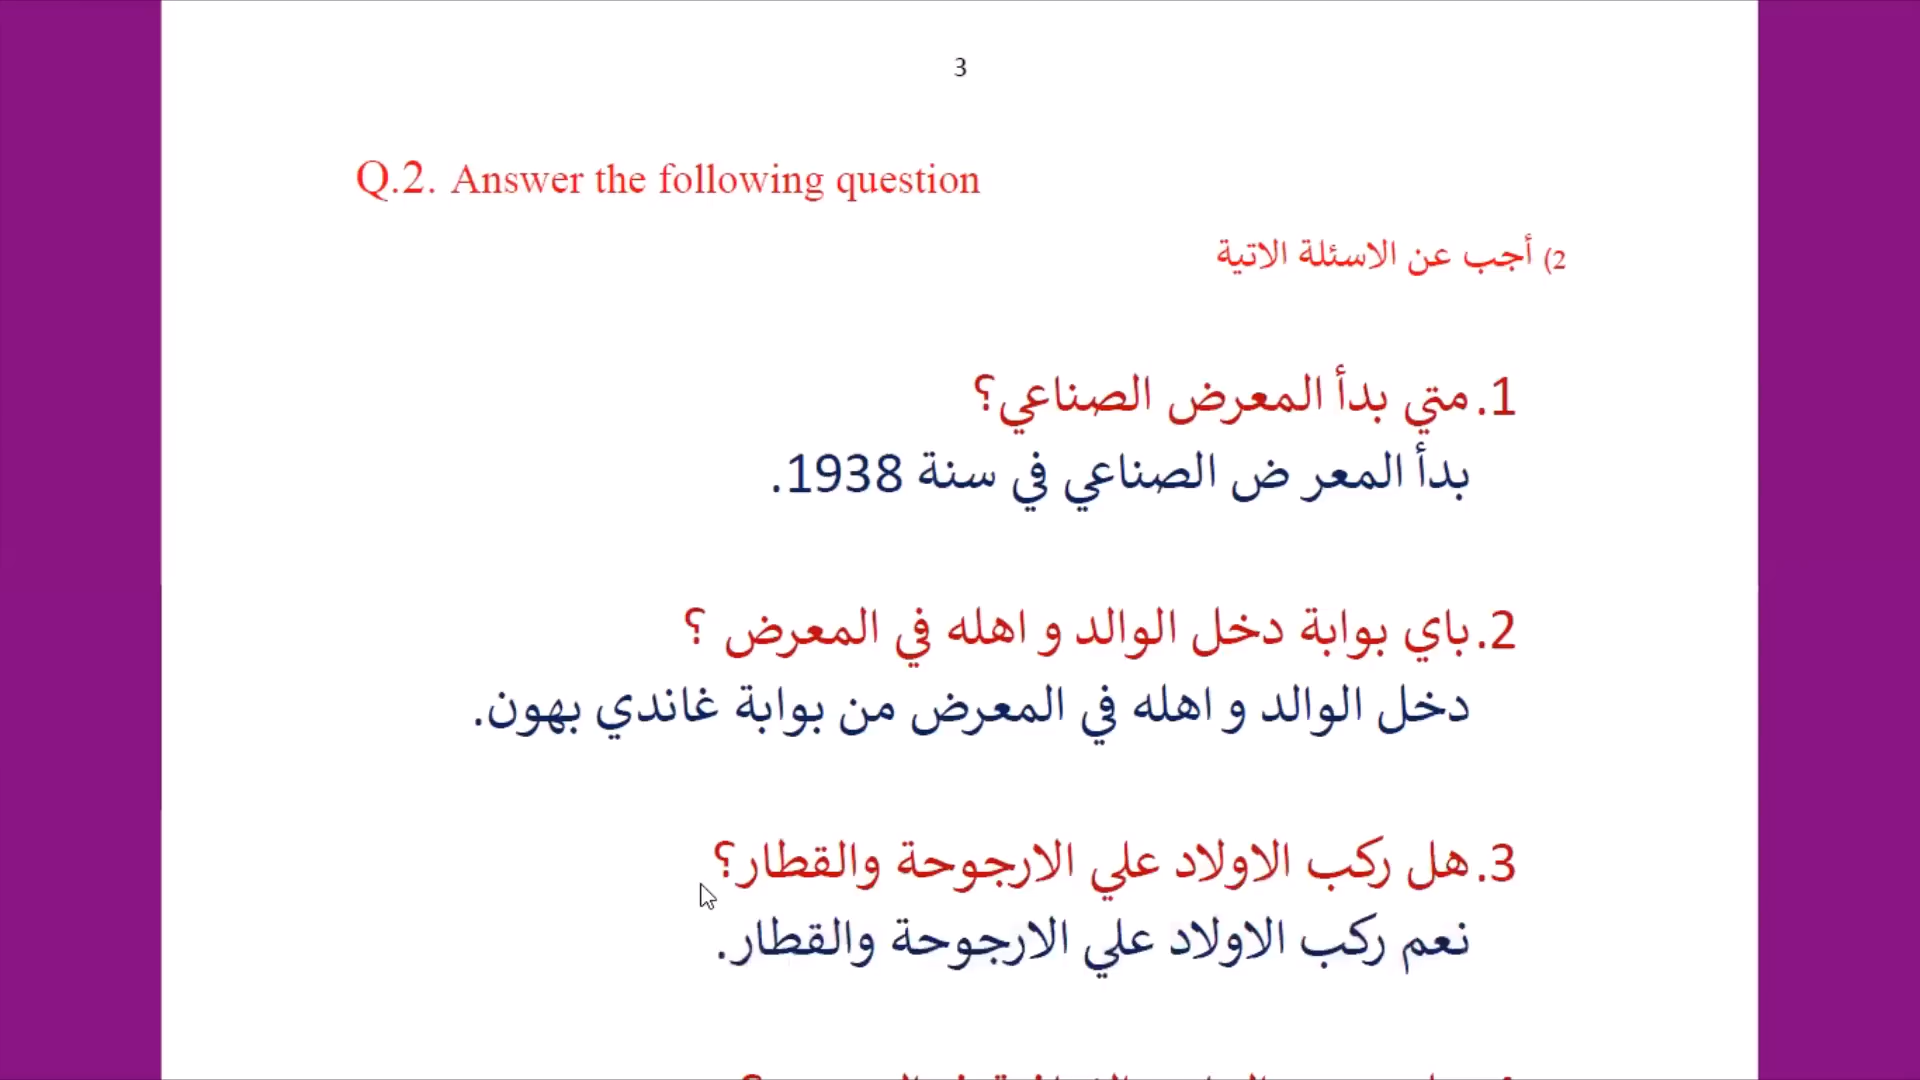 3
Q.2. Answer the following question
2) أجب عن الاسئلة الاتية
1. متي بدأ المعرض الصناعي؟
بدأ المعر ض الصناعي في سنة 1938.
2. باي بوابة دخل الوالد و اهله في المعرض ؟
دخل الوالد و اهله في المعرض من بوابة غاندي بهون.
3. هل ركب الاولاد علي الارجوحة والقطار؟
نعم ركب الاولاد علي الارجوحة والقطار.